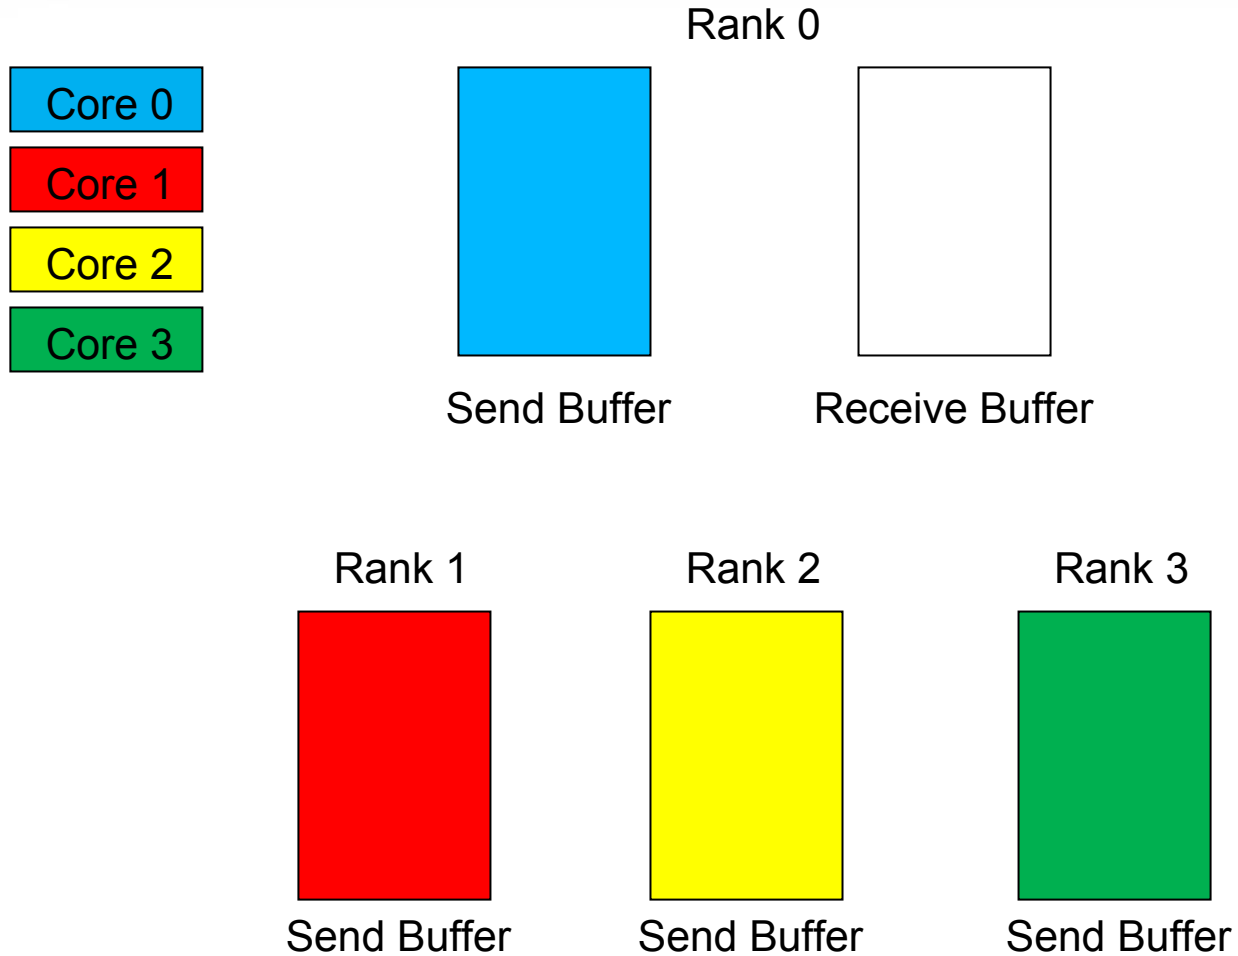 Rank 0
Core 0
Core 1
Core 2
Core 3
Send Buffer
Receive Buffer
Rank 1
Rank 2
Rank 3
Send Buffer
Send Buffer
Send Buffer